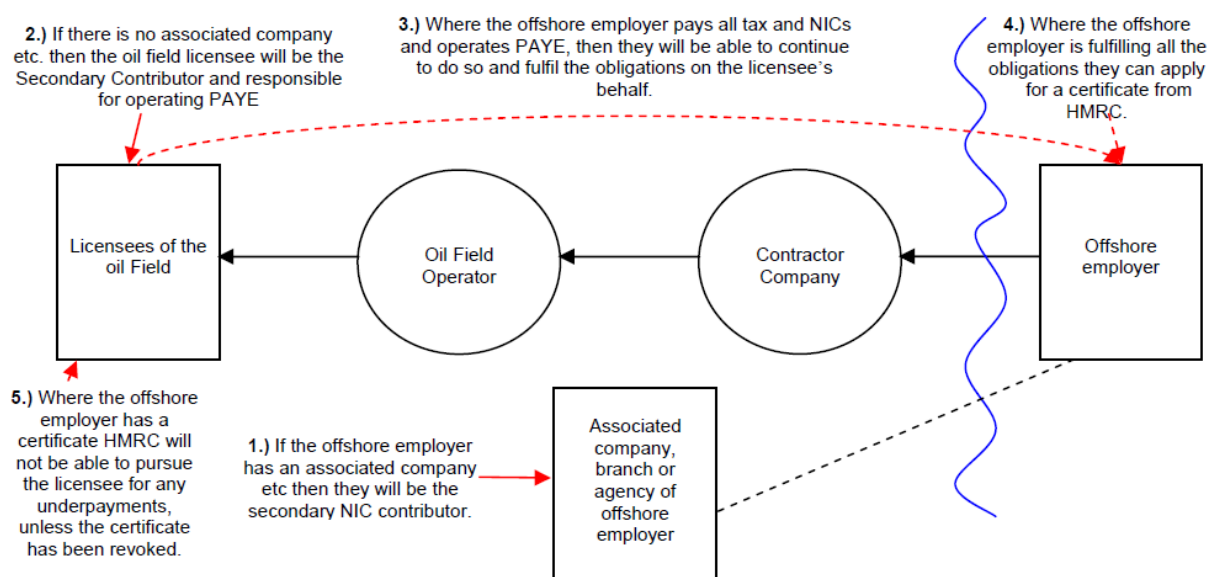 2.) If there is no associated company
etc. then the oil field licensee will be the
Secondary Contributor and responsible
for operating PAYE
3.) Where the offshore employer pays all tax and NICs
and operates PAYE, then they will be able to continue
to do so and fulfil the obligations on the licensee's
behalf.
4.) Where the offshore
employer is fulfilling all the
obligations they can apply
for a certificate from
HMRC.
Licensees of the
oil Field
Oil Field
Operator
Contractor
Company
Offshore
employer
5.) Where the offshore
employer has a
certificate HMRC will
not be able to pursue
the licensee for any
underpayments,
unless the certificate
has been revoked.
1.) If the offshore employer
has an associated company
etc then they will be the
secondary NIC contributor.
Associated
company,
branch or
agency of
offshore
employer